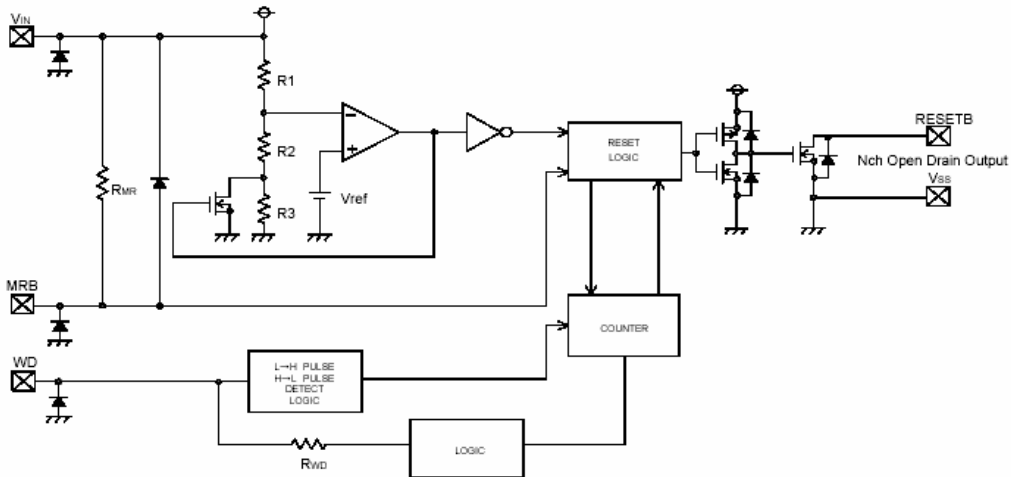 VIN
R1
R2
R3
RMR
−
+
Vref
RESET
LOGIC
RESETB
Nch Open Drain Output
VSS
MRB
COUNTER
WD
L→H PULSE
H→L PULSE
DETECT
LOGIC
RWD
LOGIC